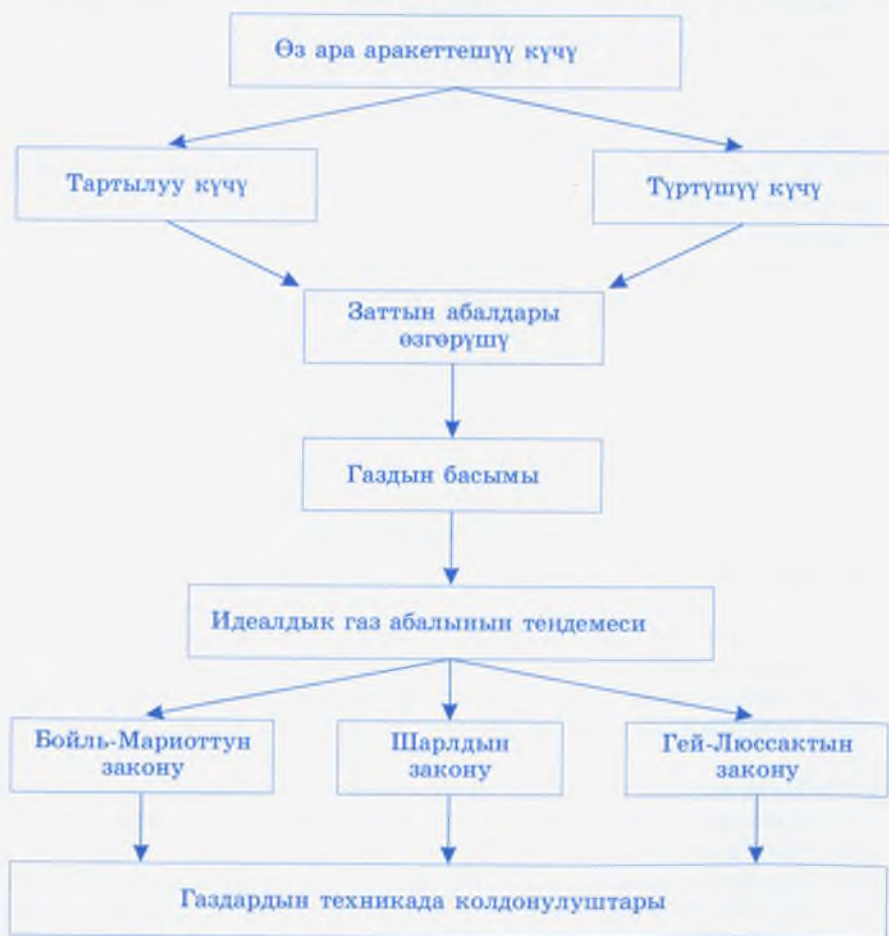 Өз ара аракеттешүү күчү
Тартылуу күчү
Түртүшүү күчү
Заттын абалдары
өзгөрүшү
Газдын басымы
Идеалдык газ абалынын теңдемеси
Бойль-Мариоттун
закону
Шарлдын
закону
Гей-Люссактын
закону
Газдардын техникада колдонулуштары